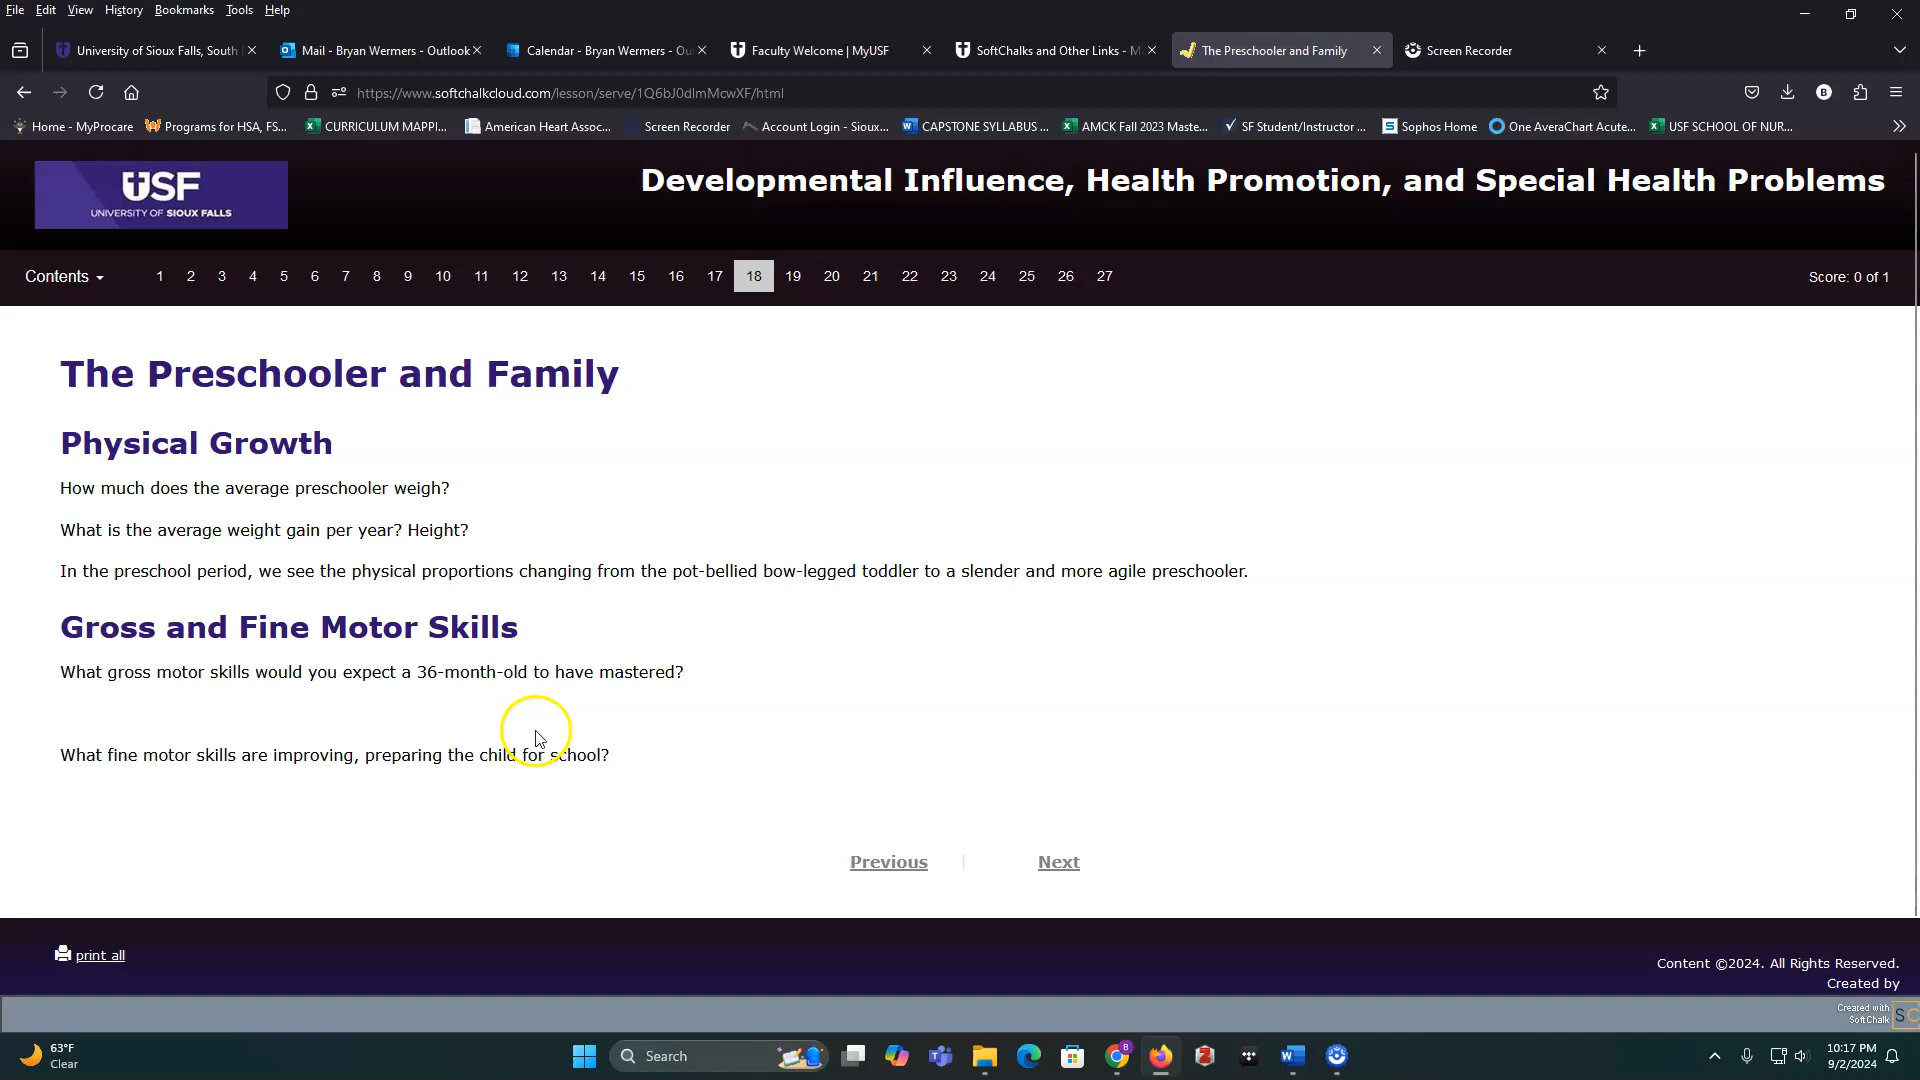 File Edit View History Bookmarks Tools Help
University of Sioux Falls, South
Mail - Bryan Wermers - Outlook
Calendar - Bryan Wermers - Ou
Faculty Welcome | MyUSF
SoftChalks and Other Links - M
The Preschooler and Family
Screen Recorder
https://www.softchalkcloud.com/lesson/serve/1Q6bJ0dlmMcwXF/html
B
Home - MyProcare
Programs for HSA, FS...
CURRICULUM MAPPI...
American Heart Assoc...
Screen Recorder
Account Login - Sioux...
CAPSTONE SYLLABUS ...
AMCK Fall 2023 Maste...
SF Student/Instructor ...
Sophos Home
One AveraChart Acute...
USF SCHOOL OF NUR...
USF
UNIVERSITY OF SIOUX FALLS
Developmental Influence, Health Promotion, and Special Health Problems
Contents 1 2 3 4 5 6 7 8 9 10 11 12 13 14 15 16 17 18 19 20 21 22 23 24 25 26 27 Score: 0 of 1
The Preschooler and Family
Physical Growth
How much does the average preschooler weigh?
What is the average weight gain per year? Height?
In the preschool period, we see the physical proportions changing from the pot-bellied bow-legged toddler to a slender and more agile preschooler.
Gross and Fine Motor Skills
What gross motor skills would you expect a 36-month-old to have mastered?
What fine motor skills are improving, preparing the child for school?
Previous | Next
print all
Content ©2024. All Rights Reserved.
Created by
Created with
SoftChalk
SC
63°F
Clear
Search
10:17 PM
9/2/2024